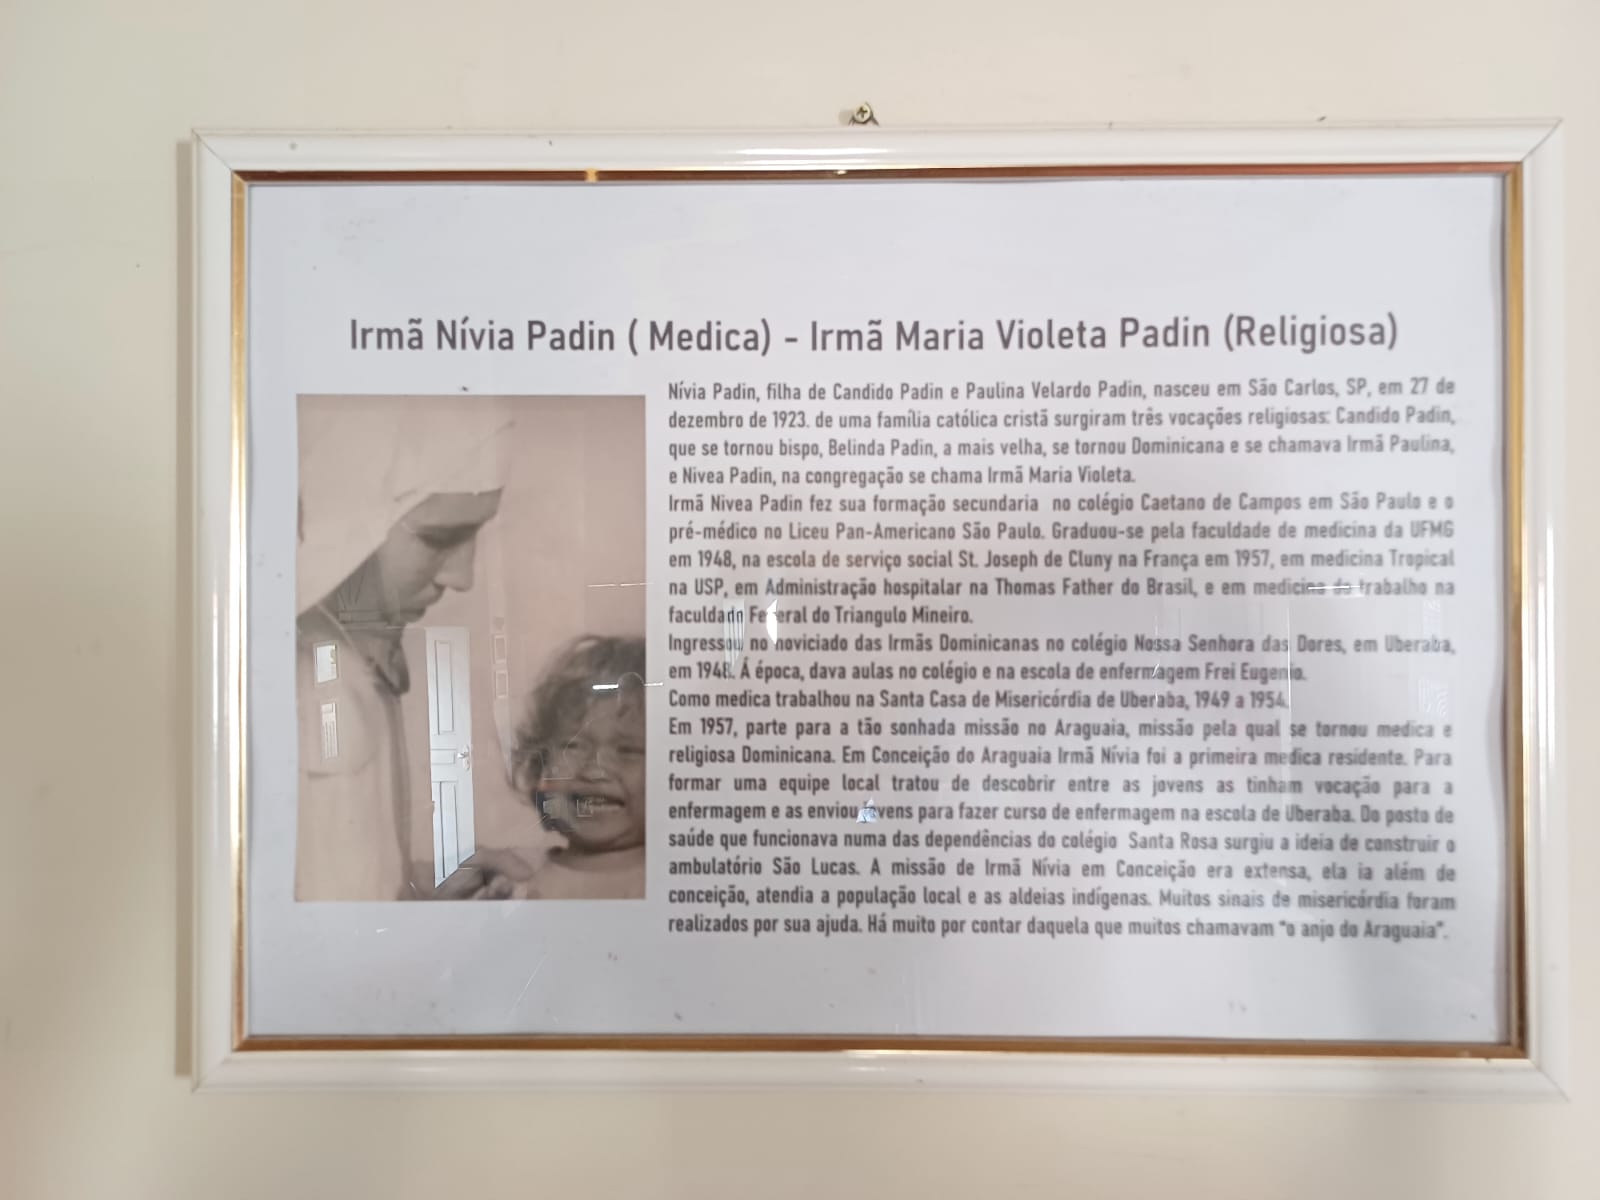 Irmã Nívia Padin ( Medica) - Irmã Maria Violeta Padin (Religiosa)
Nívia Padin, filha de Candido Padin e Paulina Velardo Padin, nasceu em São Carlos, SP, em 27 de
dezembro de 1923. de uma família católica cristã surgiram três vocações religiosas: Candido Padin,
que se tornou bispo, Belinda Padin, a mais velha, se tornou Dominicana e se chamava Irmã Paulina,
e Nivea Padin, na congregação se chama Irmã Maria Violeta.
Irmã Nivea Padin fez sua formação secundaria no colégio Caetano de Campos em São Paulo e o
pré-médico no Liceu Pan-Americano São Paulo. Graduou-se pela faculdade de medicina da UFMG
em 1948, na escola de serviço social St. Joseph de Cluny na França em 1957, em medicina Tropical
na USP, em Administração hospitalar na Thomas Father do Brasil, e em medicina do trabalho na
faculdade Federal do Triangulo Mineiro.
Ingressou no noviciado das Irmãs Dominicanas no colégio Nossa Senhora das Dores, em Uberaba,
em 1948. Á época, dava aulas no colégio e na escola de enfermagem Frei Eugenio.
Como medica trabalhou na Santa Casa de Misericórdia de Uberaba, 1949 a 1954.
Em 1957, parte para a tão sonhada missão no Araguaia, missão pela qual se tornou medica e
religiosa Dominicana. Em Conceição do Araguaia Irmã Nívia foi a primeira medica residente. Para
formar uma equipe local tratou de descobrir entre as jovens as tinham vocação para a
enfermagem e as enviou jovens para fazer curso de enfermagem na escola de Uberaba. Do posto de
saúde que funcionava numa das dependências do colégio Santa Rosa surgiu a ideia de construir o
ambulatório São Lucas. A missão de Irmã Nívia em Conceição era extensa, ela ia além de
conceição, atendia a população local e as aldeias indígenas. Muitos sinais de misericórdia foram
realizados por sua ajuda. Há muito por contar daquela que muitos chamavam "o anjo do Araguaia".